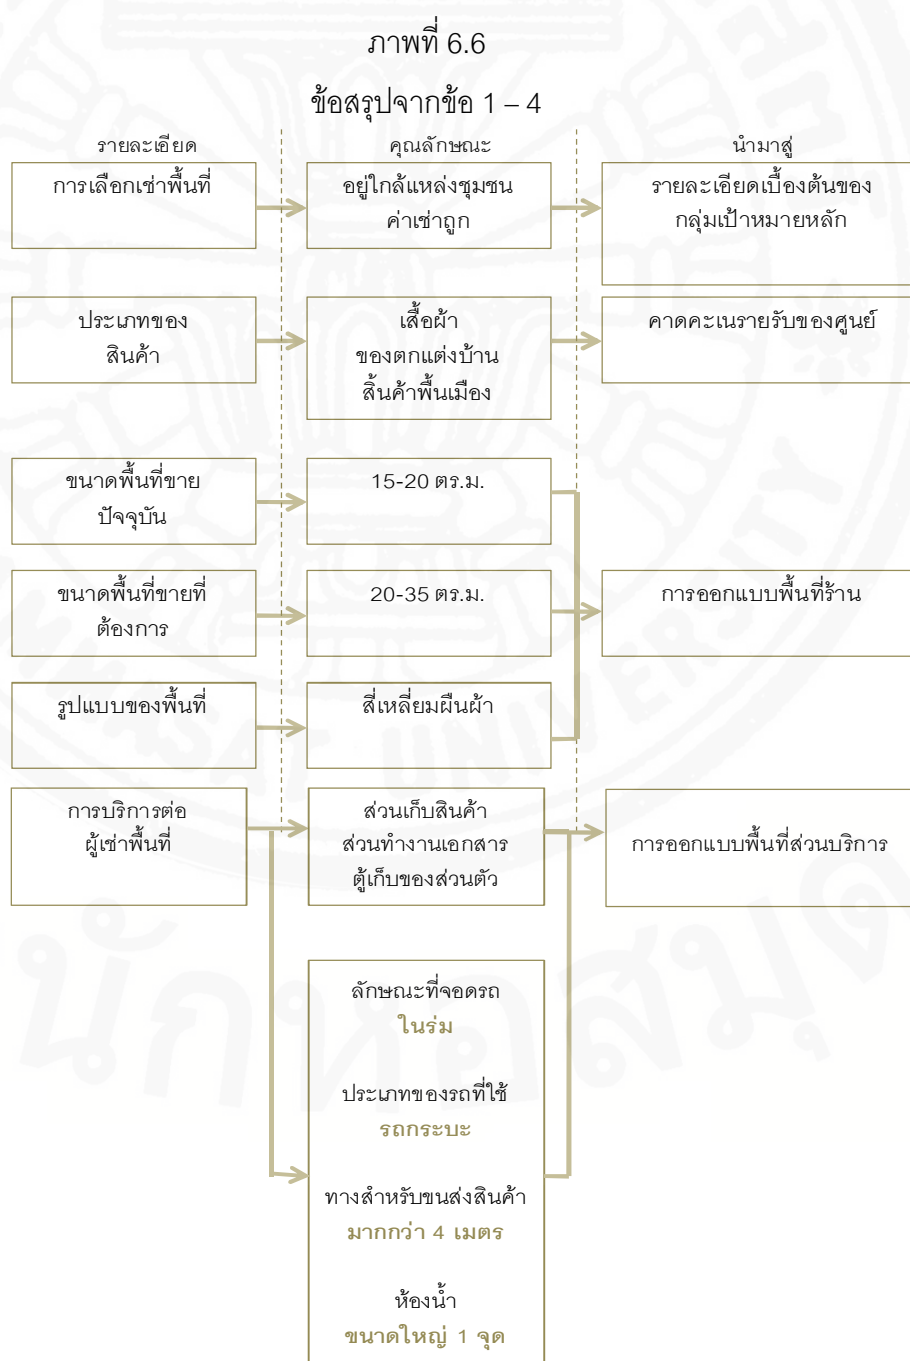 ภาพที่ 6.6
ข้อสรุปจากข้อ 1 – 4
รายละเอียด
คุณลักษณะ
นำมาสู่
การเลือกเช่าพื้นที่
อยู่ใกล้แหล่งชุมชน
ค่าเช่าถูก
รายละเอียดเบื้องต้นของ
กลุ่มเป้าหมายหลัก
ประเภทของ
สินค้า
เสื้อผ้า
ของตกแต่งบ้าน
สิ้นค้าพื้นเมือง
คาดคะเนรายรับของศูนย์
ขนาดพื้นที่ขาย
ปัจจุบัน
15-20 ตร.ม.
ขนาดพื้นที่ขายที่
ต้องการ
20-35 ตร.ม.
การออกแบบพื้นที่ร้าน
รูปแบบของพื้นที่
สี่เหลี่ยมผืนผ้า
การบริการต่อ
ผู้เช่าพื้นที่
ส่วนเก็บสินค้า
ส่วนทำงานเอกสาร
ตู้เก็บของส่วนตัว
การออกแบบพื้นที่ส่วนบริการ
ลักษณะที่จอดรถ
ในร่ม
ประเภทของรถที่ใช้
รถกระบะ
ทางสำหรับขนส่งสินค้า
มากกว่า 4 เมตร
ห้องน้ำ
ขนาดใหญ่ 1 จุด